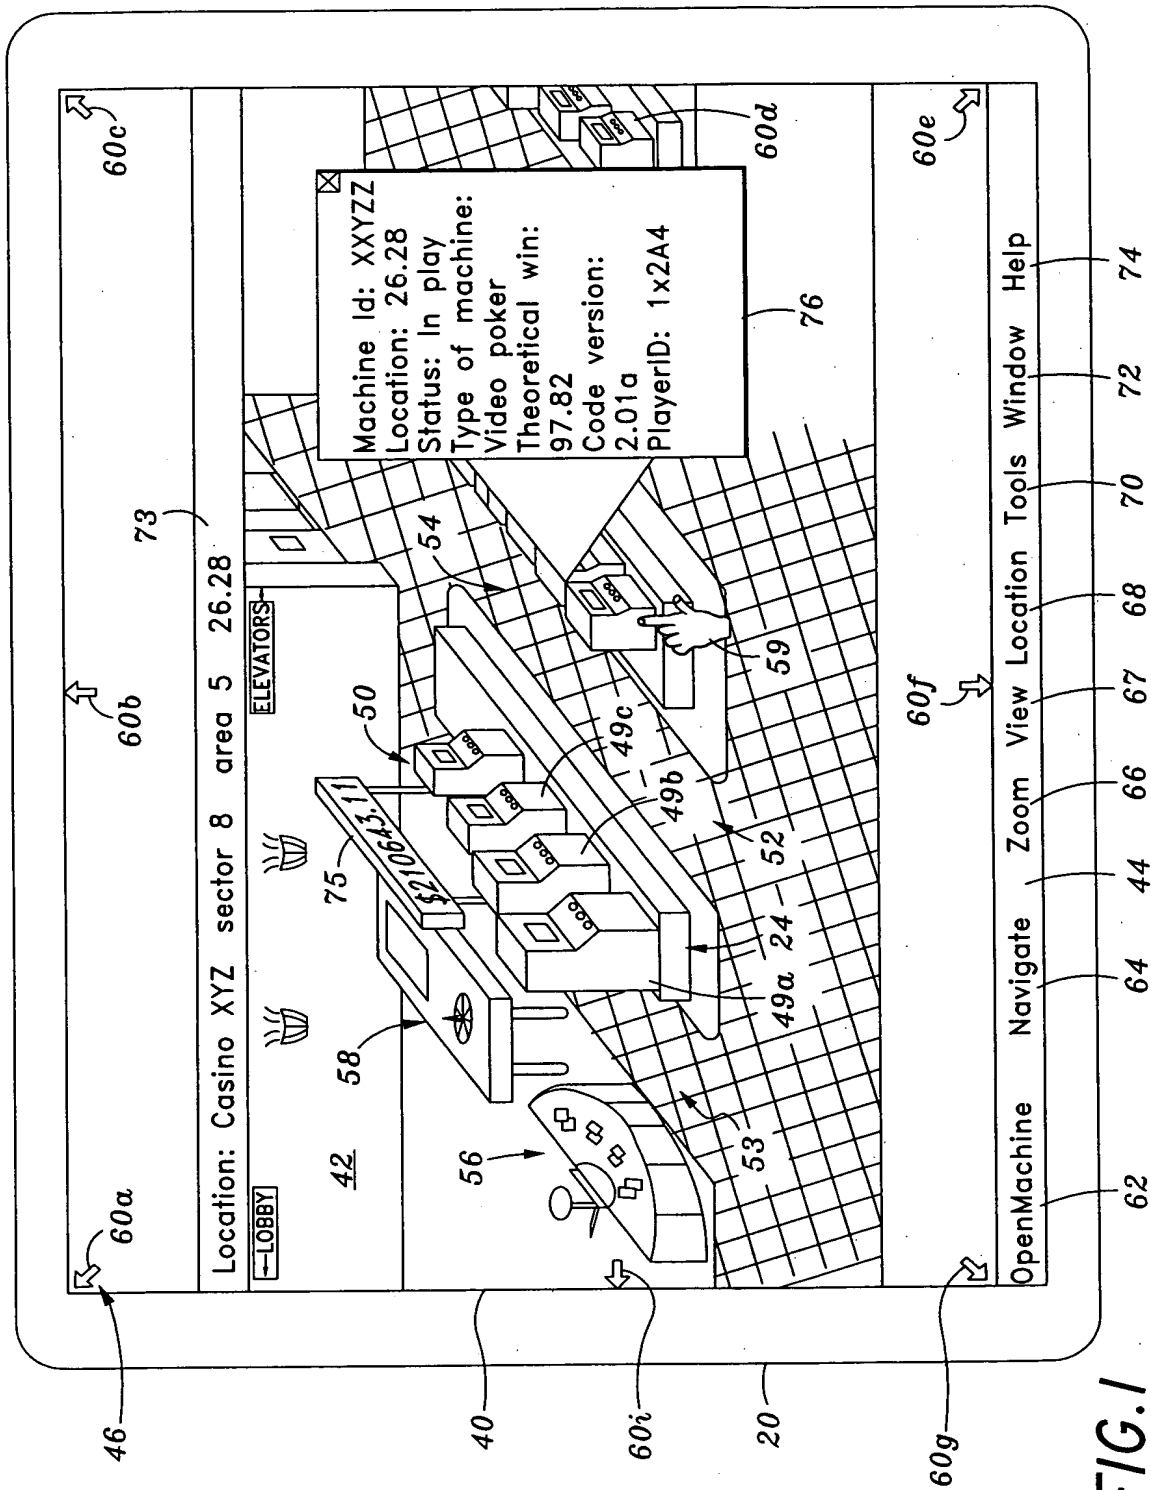 46
60a
60b
60c
73
Location: Casino XYZ sector 8 area 5 26.28
←LOBBY
ELEVATORS→
42
58
75
$210643.11
50
54
Machine Id: XXYZZ
Location: 26.28
Status: In play
Type of machine:
Video poker
Theoretical win:
97.82
Code version:
2.01a
PlayerID: 1x2A4
76
40
56
49c
49b
60i
60d
20
53
49a
24
52
59
60g
60f
60e
OpenMachine Navigate Zoom View Location Tools Window Help
62
64
44
66
67
68
70
72
74
FIG.1